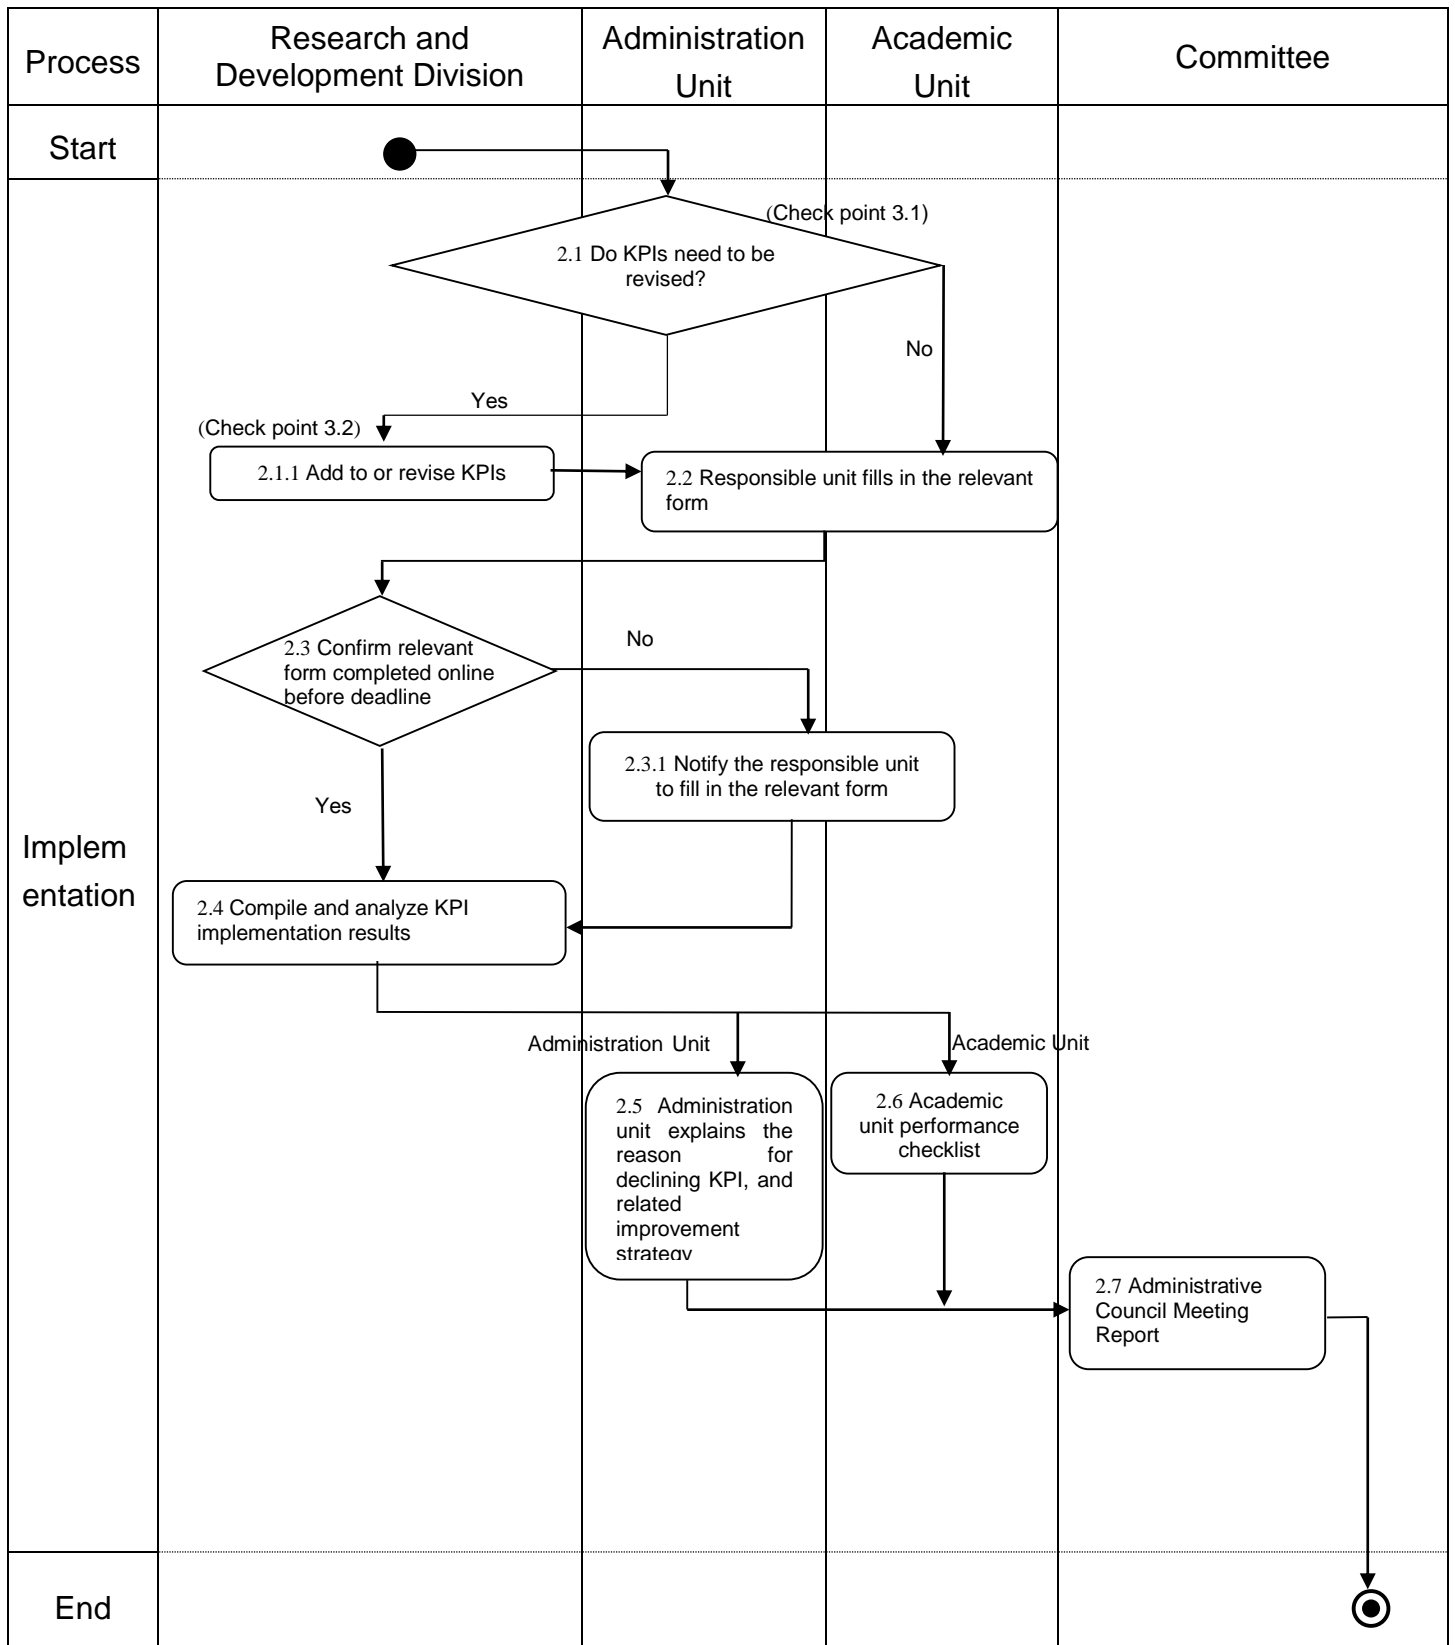 Process
Research and
Development Division
Administration
Unit
Academic
Unit
Committee
Start
(Check point 3.1)
2.1 Do KPIs need to be
revised?
No
Yes
(Check point 3.2)
2.1.1 Add to or revise KPIs
2.2 Responsible unit fills in the relevant
form
2.3 Confirm relevant
form completed online
before deadline
No
2.3.1 Notify the responsible unit
to fill in the relevant form
Yes
Implem
entation
2.4 Compile and analyze KPI
implementation results
Administration Unit
Academic Unit
2.5 Administration
unit explains the
reason for
declining KPI, and
related
improvement
strategy
2.6 Academic
unit performance
checklist
2.7 Administrative
Council Meeting
Report
End